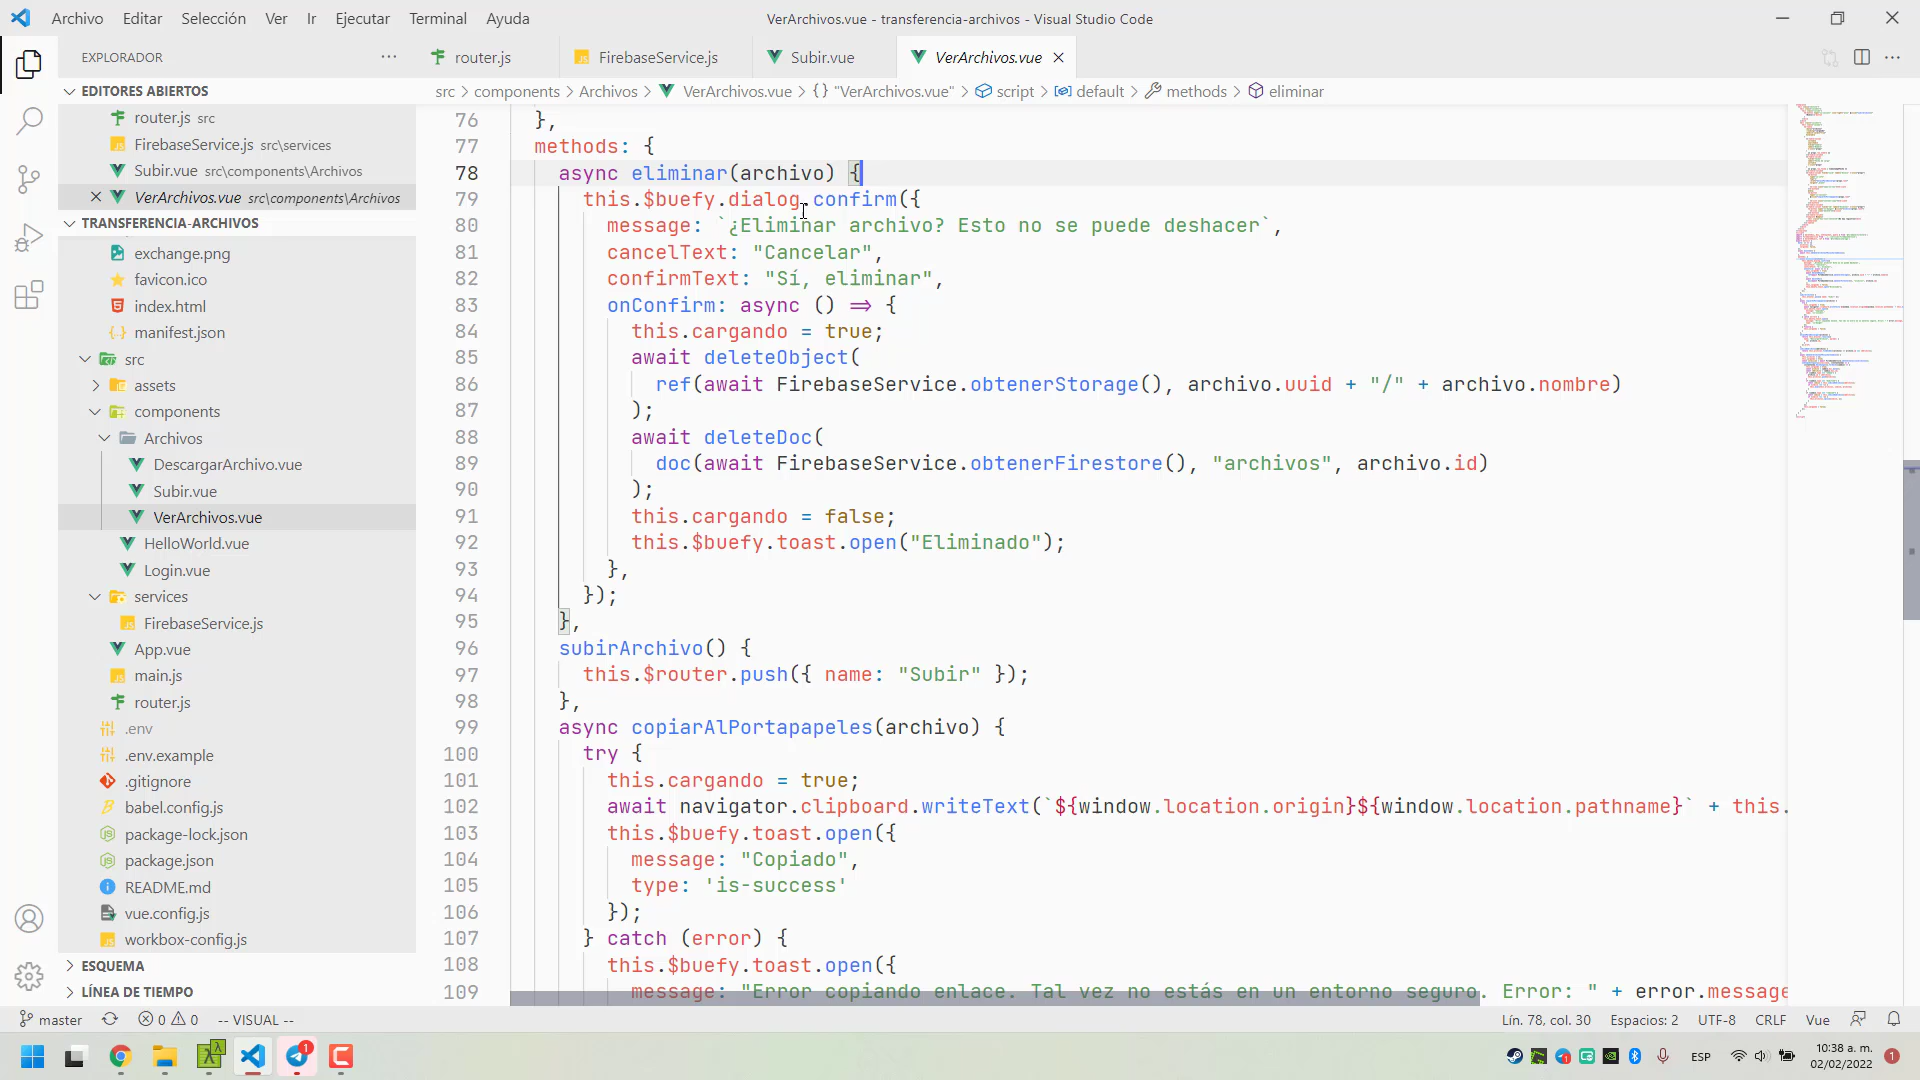 Archivo Editar Selección Ver Ir Ejecutar Terminal Ayuda
VerArchivos.vue - transferencia-archivos - Visual Studio Code
EXPLORADOR
router.js
FirebaseService.js
Subir.vue
VerArchivos.vue
EDITORES ABIERTOS
router.js src
FirebaseService.js src\services
Subir.vue src\components\Archivos
VerArchivos.vue src\components\Archivos
TRANSFERENCIA-ARCHIVOS
exchange.png
favicon.ico
index.html
manifest.json
src
assets
components
Archivos
DescargarArchivo.vue
Subir.vue
VerArchivos.vue
HelloWorld.vue
Login.vue
services
FirebaseService.js
App.vue
main.js
router.js
.env
.env.example
.gitignore
babel.config.js
package-lock.json
package.json
README.md
vue.config.js
workbox-config.js
ESQUEMA
LÍNEA DE TIEMPO
src > components > Archivos > VerArchivos.vue > {} "VerArchivos.vue" > script > default > methods > eliminar
76 },
77 methods: {
78 async eliminar(archivo) {
79 this.$buefy.dialog.confirm({
80 message: `¿Eliminar archivo? Esto no se puede deshacer`,
81 cancelText: "Cancelar",
82 confirmText: "Sí, eliminar",
83 onConfirm: async () => {
84 this.cargando = true;
85 await deleteObject(
86 ref(await FirebaseService.obtenerStorage(), archivo.uuid + "/" + archivo.nombre)
87 );
88 await deleteDoc(
89 doc(await FirebaseService.obtenerFirestore(), "archivos", archivo.id)
90 );
91 this.cargando = false;
92 this.$buefy.toast.open("Eliminado");
93 },
94 });
95 },
96 subirArchivo() {
97 this.$router.push({ name: "Subir" });
98 },
99 async copiarAlPortapapeles(archivo) {
100 try {
101 this.cargando = true;
102 await navigator.clipboard.writeText(`${window.location.origin}${window.location.pathname}` + this.
103 this.$buefy.toast.open({
104 message: "Copiado",
105 type: 'is-success'
106 });
107 } catch (error) {
108 this.$buefy.toast.open({
109 message: "Error copiando enlace. Tal vez no estás en un entorno seguro. Error: " + error.message
master 0 0 -- VISUAL --
Lín. 78, col. 30 Espacios: 2 UTF-8 CRLF Vue
1
ESP
10:38 a. m.
02/02/2022
1